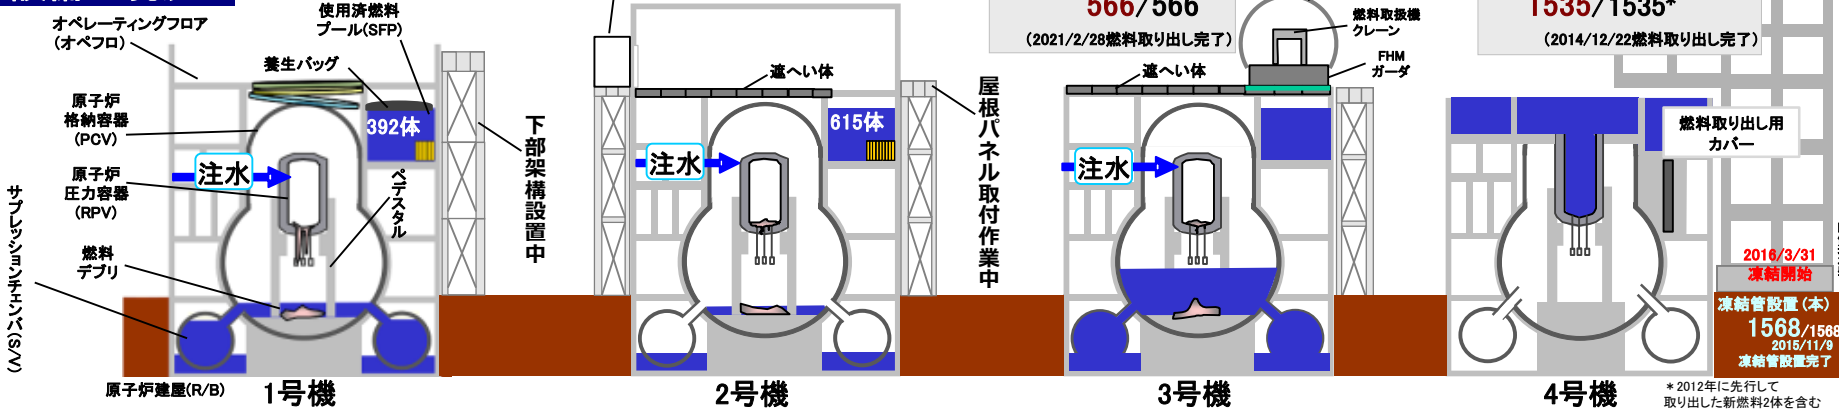 オペレーティングフロア
(オペフロ)
使用済燃料
プール(SFP)
養生バッグ
原子炉
格納容器
(PCV)
392体
注水
原子炉
圧力容器
(RPV)
ペデスタル
サプレッションチェンバ(S/C)
燃料
デブリ
原子炉建屋(R/B)
1号機
下部架構設置中
遮へい体
615体
注水
2号機
屋根パネル取付作業中
566/566
(2021/2/28燃料取り出し完了)
燃料取扱機
クレーン
FHM
ガーダ
遮へい体
注水
3号機
1535/1535*
(2014/12/22燃料取り出し完了)
燃料取り出し用
カバー
4号機
2016/3/31
凍結開始
凍結管設置(本)
1568/1568
2015/11/9
凍結管設置完了
*2012年に先行して
取り出した新燃料2体を含む